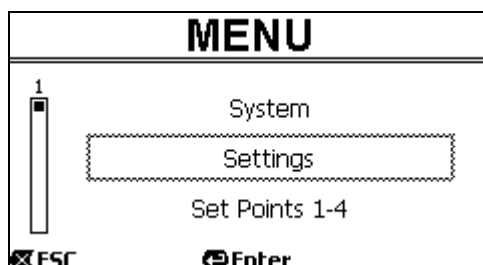 MENU
1
System
Settings
Set Points 1-4
ESC Enter